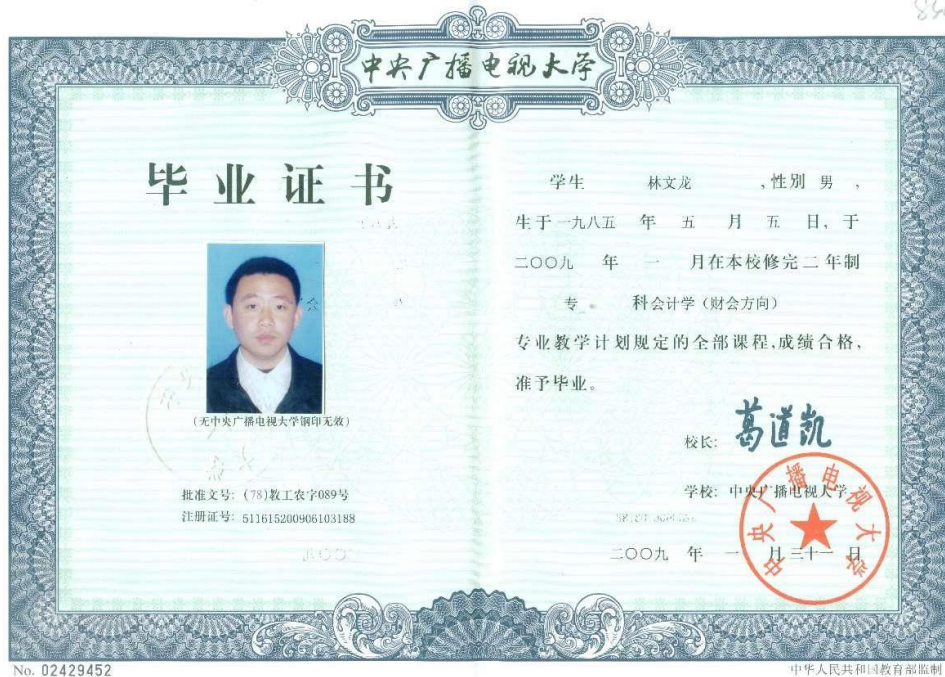 中央广播电视大学
毕业证书
(无中央广播电视大学钢印无效)
批准文号: (78)教工农字089号
注册证号: 511615200906103188
学生 林文龙 ,性别 男 ,
生于一九八五 年 五 月 五 日, 于
二〇〇九 年 一 月在本校修完二年制
专 科会计学(财会方向)
专业教学计划规定的全部课程,成绩合格,
准予毕业。
校长: 葛道凯
学校: 中央广播电视大学
中央广播电视大学
二〇〇九 年 一 月三十一日
No. 02429452
中华人民共和国教育部监制